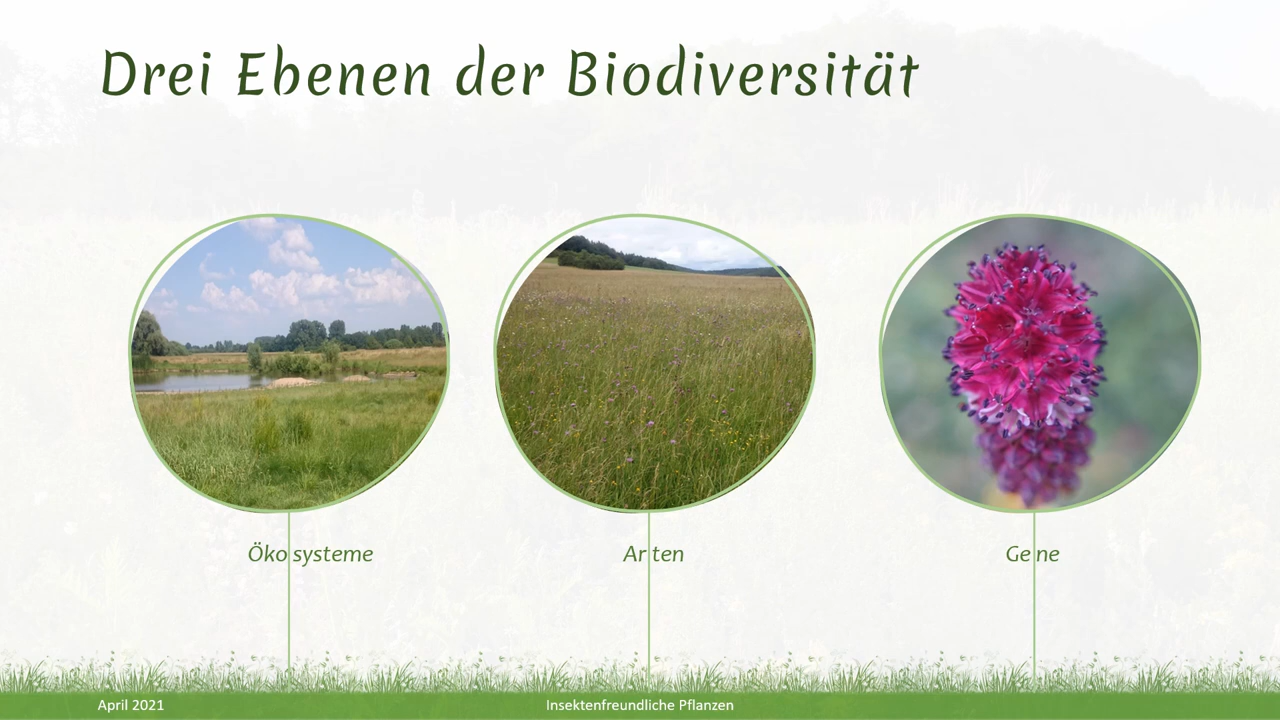 Drei Ebenen der Biodiversität
Ökosysteme
Arten
Gene
April 2021
Insektenfreundliche Pflanzen